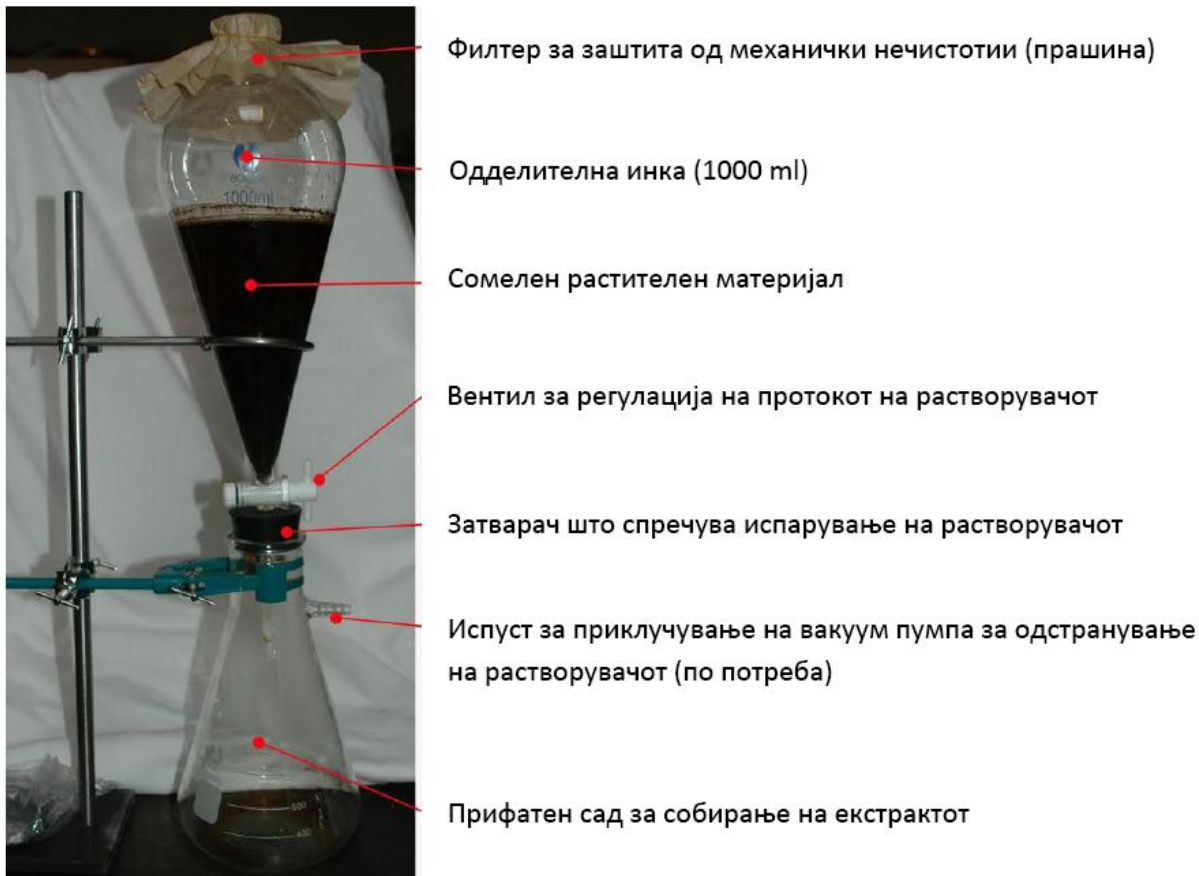 Филтер за заштита од механички нечистотии (прашина)
Одделителна инка (1000 ml)
1000ml
Сомелен растителен материјал
Вентил за регулација на протокот на растворувачот
Затварач што спречува испарување на растворувачот
Испуст за приклучување на вакуум пумпа за одстранување
на растворувачот (по потреба)
Прифатен сад за собирање на екстрактот